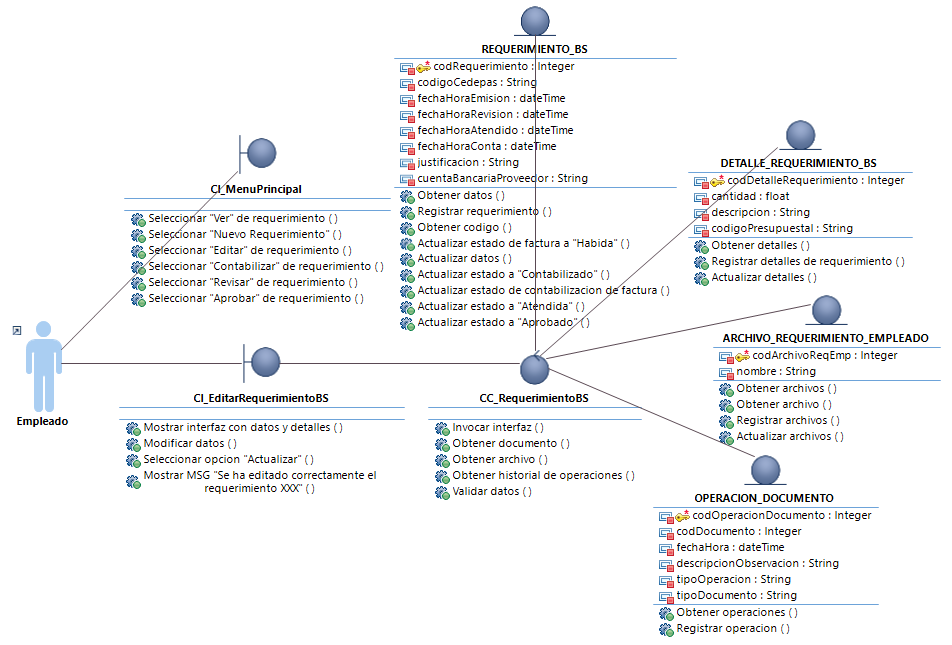 REQUERIMIENTO_BS
codRequerimiento : Integer
codigoCedepas : String
fechaHoraEmision : dateTime
fechaHoraRevision : dateTime
fechaHoraAtendido : dateTime
fechaHoraConta : dateTime
justificacion : String
cuentaBancariaProveedor : String
Obtener datos ( )
Registrar requerimiento ( )
Obtener codigo ( )
Actualizar estado de factura a "Habida" ( )
Actualizar datos ( )
Actualizar estado a "Contabilizado" ( )
Actualizar estado de contabilizacion de factura ( )
Actualizar estado a "Atendida" ( )
Actualizar estado a "Aprobado" ( )
CI_MenuPrincipal
Seleccionar "Ver" de requerimiento ( )
Seleccionar "Nuevo Requerimiento" ( )
Seleccionar "Editar" de requerimiento ( )
Seleccionar "Contabilizar" de requerimiento ( )
Seleccionar "Revisar" de requerimiento ( )
Seleccionar "Aprobar" de requerimiento ( )
DETALLE_REQUERIMIENTO_BS
codDetalleRequerimiento : Integer
cantidad : float
descripcion : String
codigoPresupuestal : String
Obtener detalles ( )
Registrar detalles de requerimiento ( )
Actualizar detalles ( )
ARCHIVO_REQUERIMIENTO_EMPLEADO
codArchivoReqEmp : Integer
nombre : String
Obtener archivos ( )
Obtener archivo ( )
Registrar archivos ( )
Actualizar archivos ( )
Empleado
CI_EditarRequerimientoBS
Mostrar interfaz con datos y detalles ( )
Modificar datos ( )
Seleccionar opcion "Actualizar" ( )
Mostrar MSG "Se ha editado correctamente el
requerimiento XXX" ( )
CC_RequerimientoBS
Invocar interfaz ( )
Obtener documento ( )
Obtener archivo ( )
Obtener historial de operaciones ( )
Validar datos ( )
OPERACION_DOCUMENTO
codOperacionDocumento : Integer
codDocumento : Integer
fechaHora : dateTime
descripcionObservacion : String
tipoOperacion : String
tipoDocumento : String
Obtener operaciones ( )
Registrar operacion ( )